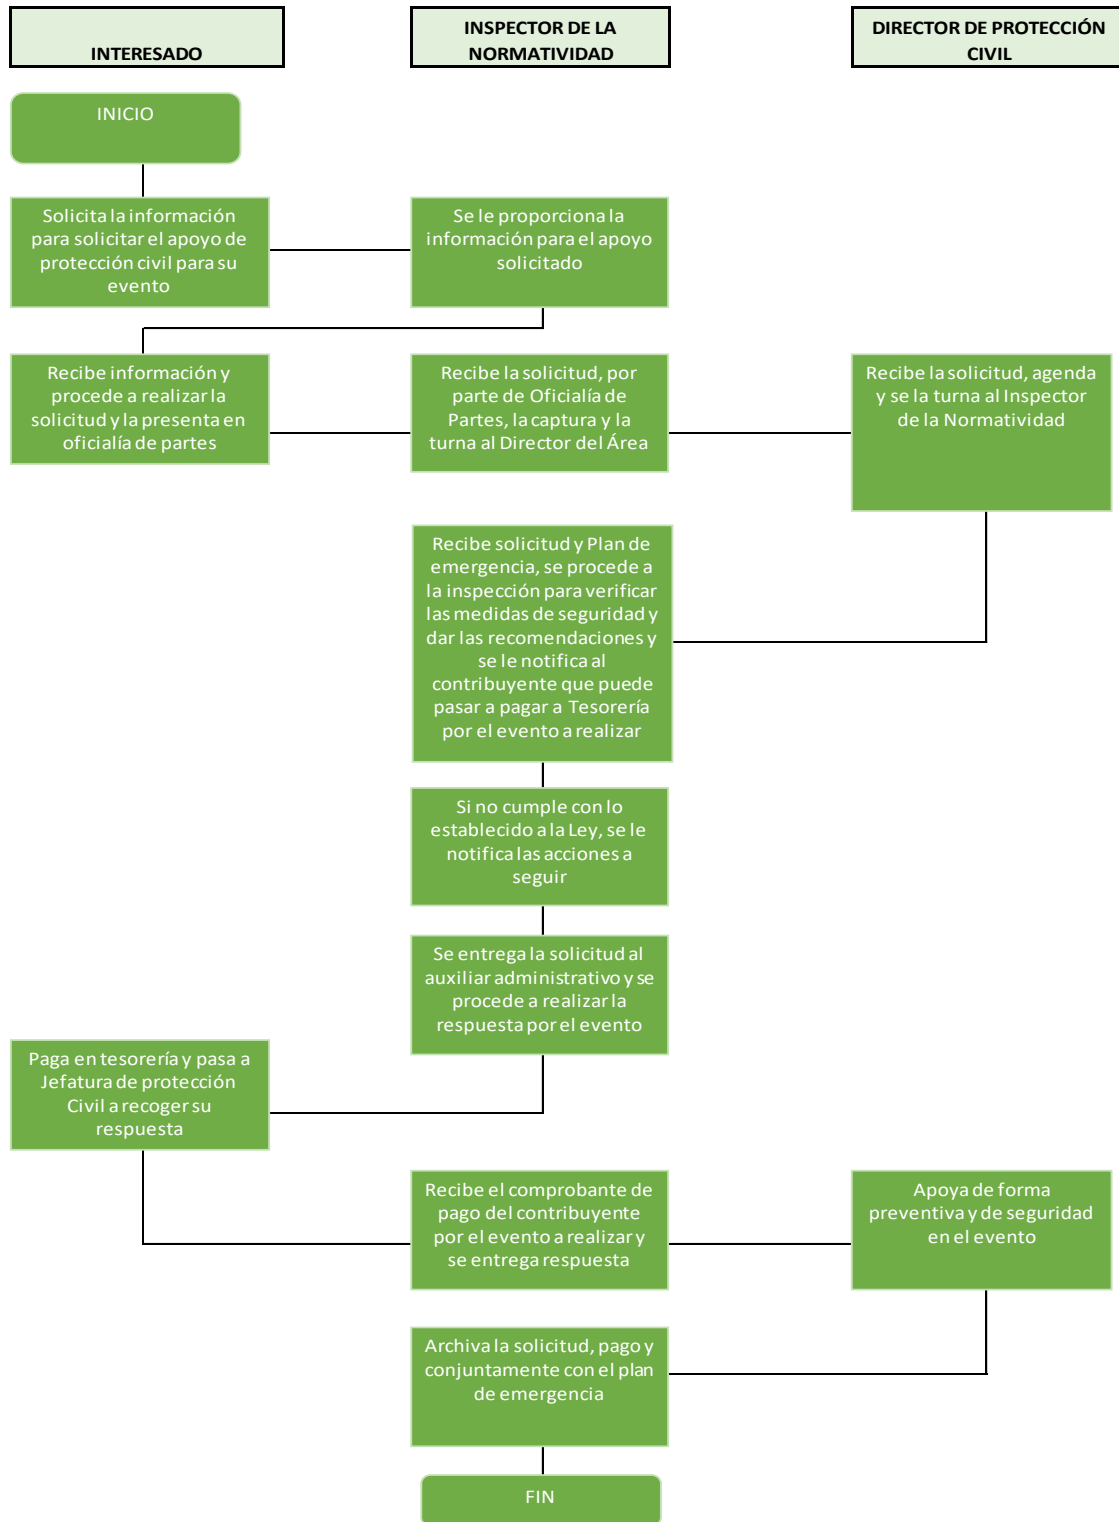 INTERESADO
INSPECTOR DE LA
NORMATIVIDAD
DIRECTOR DE PROTECCIÓN
CIVIL
INICIO
Solicita la información
para solicitar el apoyo de
protección civil para su
evento
Se le proporciona la
información para el apoyo
solicitado
Recibe información y
procede a realizar la
solicitud y la presenta en
oficialía de partes
Recibe la solicitud, por
parte de Oficialía de
Partes, la captura y la
turna al Director del Área
Recibe la solicitud, agenda
y se la turna al Inspector
de la Normatividad
Recibe solicitud y Plan de
emergencia, se procede a
la inspección para verificar
las medidas de seguridad y
dar las recomendaciones y
se le notifica al
contribuyente que puede
pasar a pagar a Tesorería
por el evento a realizar
Si no cumple con lo
establecido a la Ley, se le
notifica las acciones a
seguir
Se entrega la solicitud al
auxiliar administrativo y se
procede a realizar la
respuesta por el evento
Paga en tesorería y pasa a
Jefatura de protección
Civil a recoger su
respuesta
Recibe el comprobante de
pago del contribuyente
por el evento a realizar y
se entrega respuesta
Apoya de forma
preventiva y de seguridad
en el evento
Archiva la solicitud, pago y
conjuntamente con el plan
de emergencia
FIN